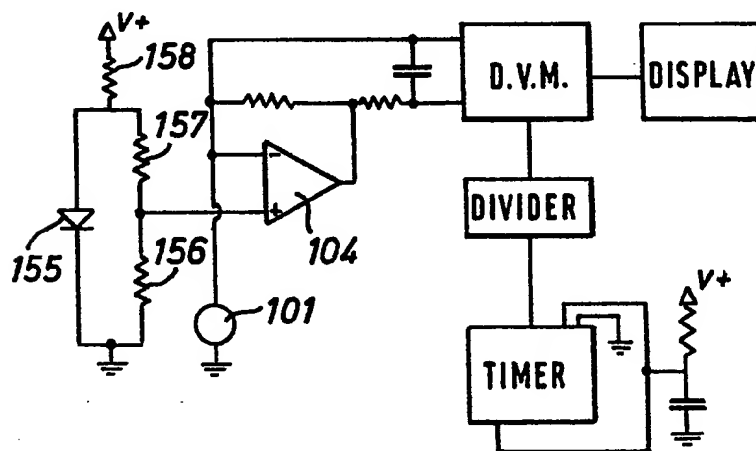 V+
158
157
D.V.M.
DISPLAY
-
+
104
155
156
DIVIDER
101
V+
TIMER